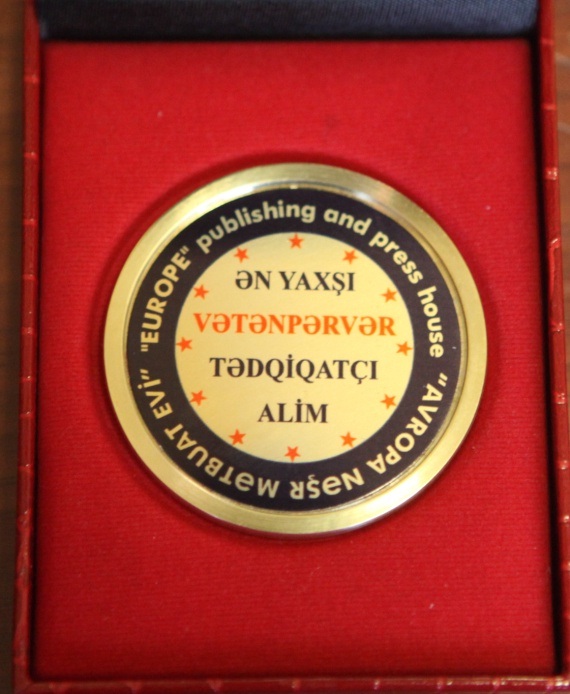 "EUROPE" publishing and press house
ƏN YAXŞI
VƏTƏNPƏRVƏR
TƏDQİQATÇI
ALİM
"AVROPA NƏŞR MƏTBUAT EVİ"